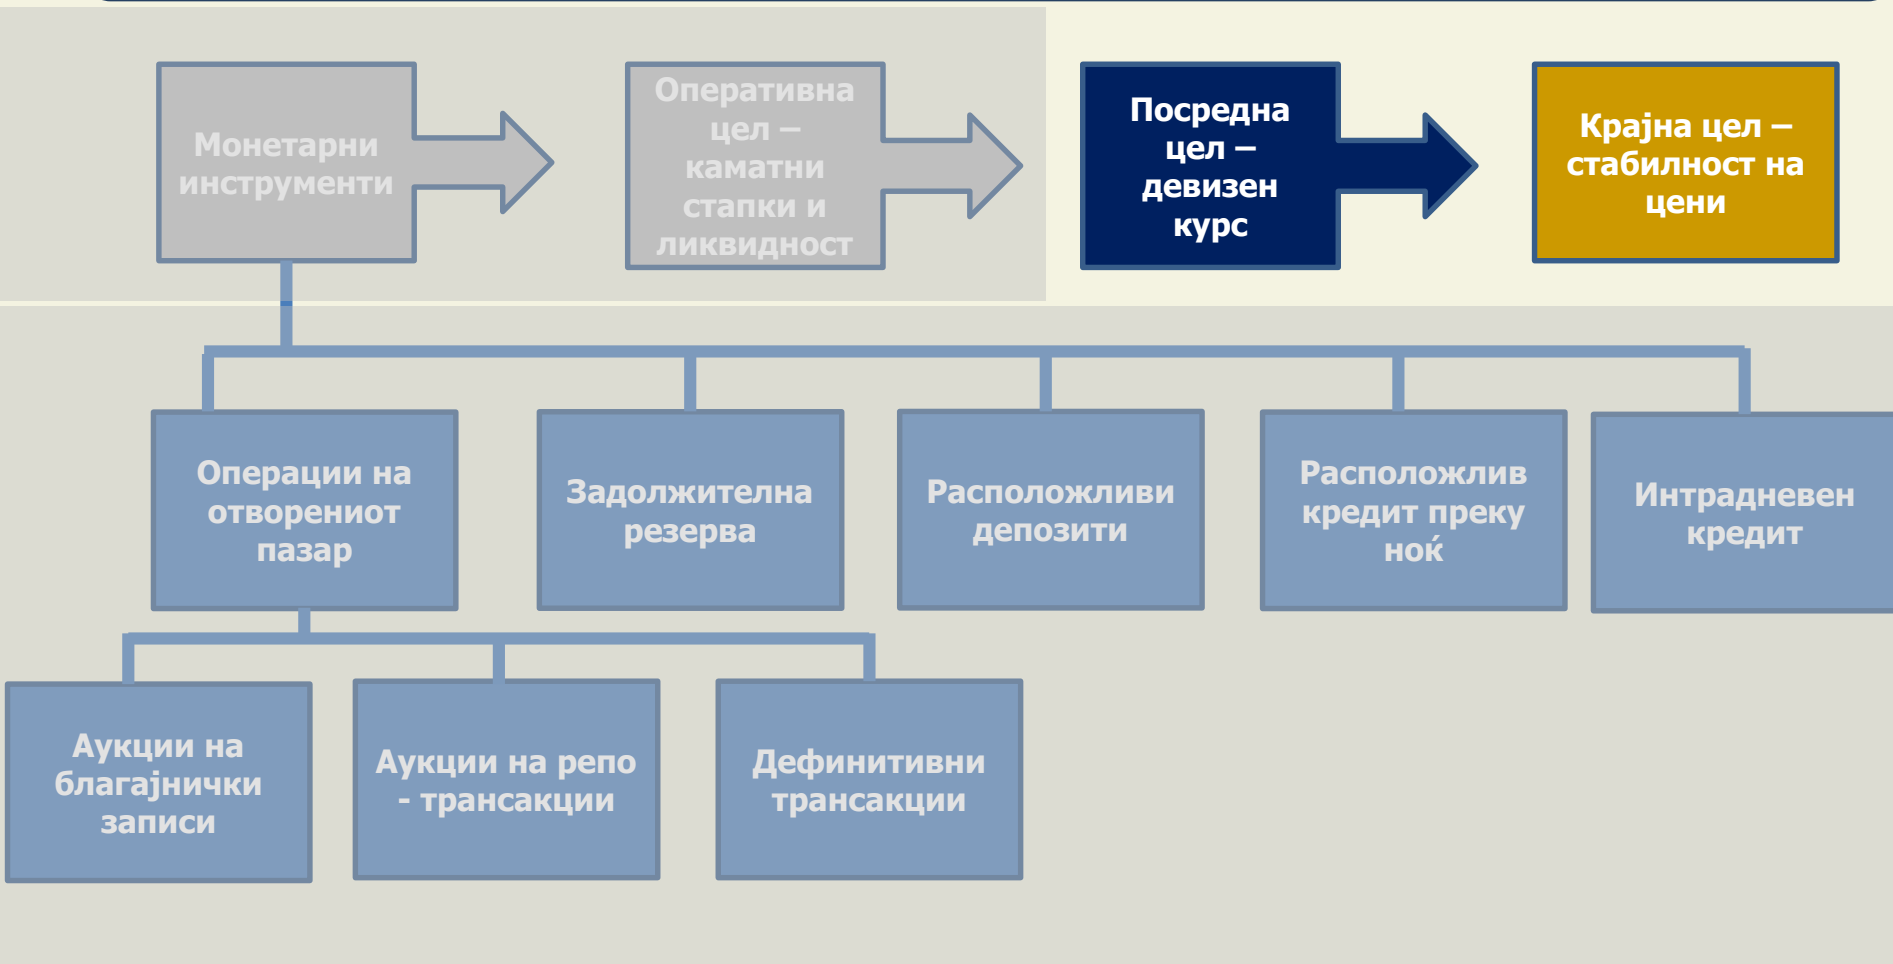 Монетарни
инструменти
Оперативна
цел –
каматни
стапки и
ликвидност
Посредна
цел –
девизен
курс
Крајна цел –
стабилност на
цени
Операции на
отворениот
пазар
Задолжителна
резерва
Расположливи
депозити
Расположлив
кредит преку
ноќ
Интрадневен
кредит
Аукции на
благајнички
записи
Аукции на репо
- трансакции
Дефинитивни
трансакции